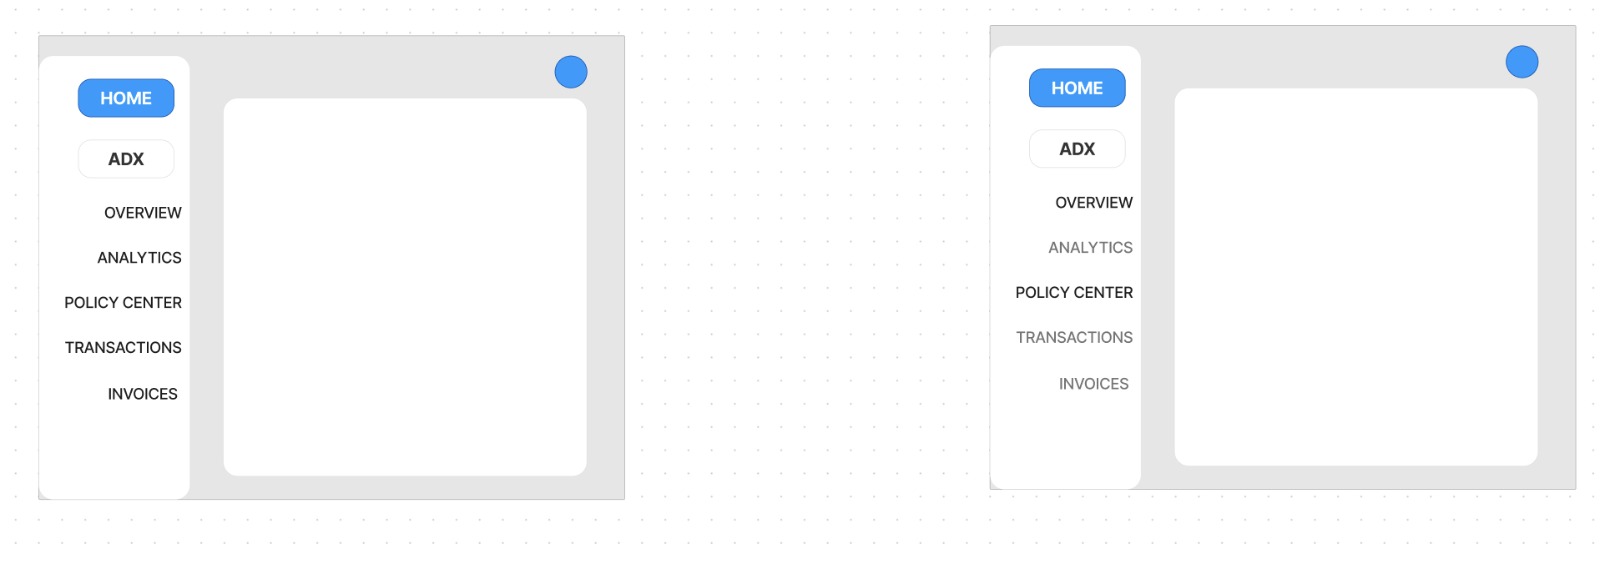 HOME
ADX
OVERVIEW
ANALYTICS
POLICY CENTER
TRANSACTIONS
INVOICES
HOME
ADX
OVERVIEW
ANALYTICS
POLICY CENTER
TRANSACTIONS
INVOICES